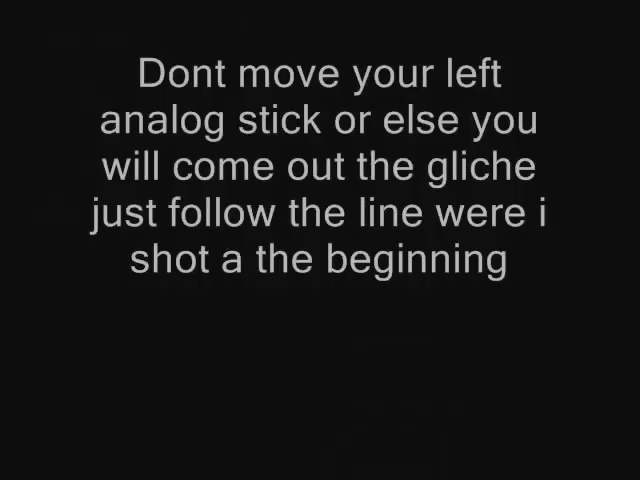 Dont move your left
analog stick or else you
will come out the gliche
just follow the line were i
shot a the beginning